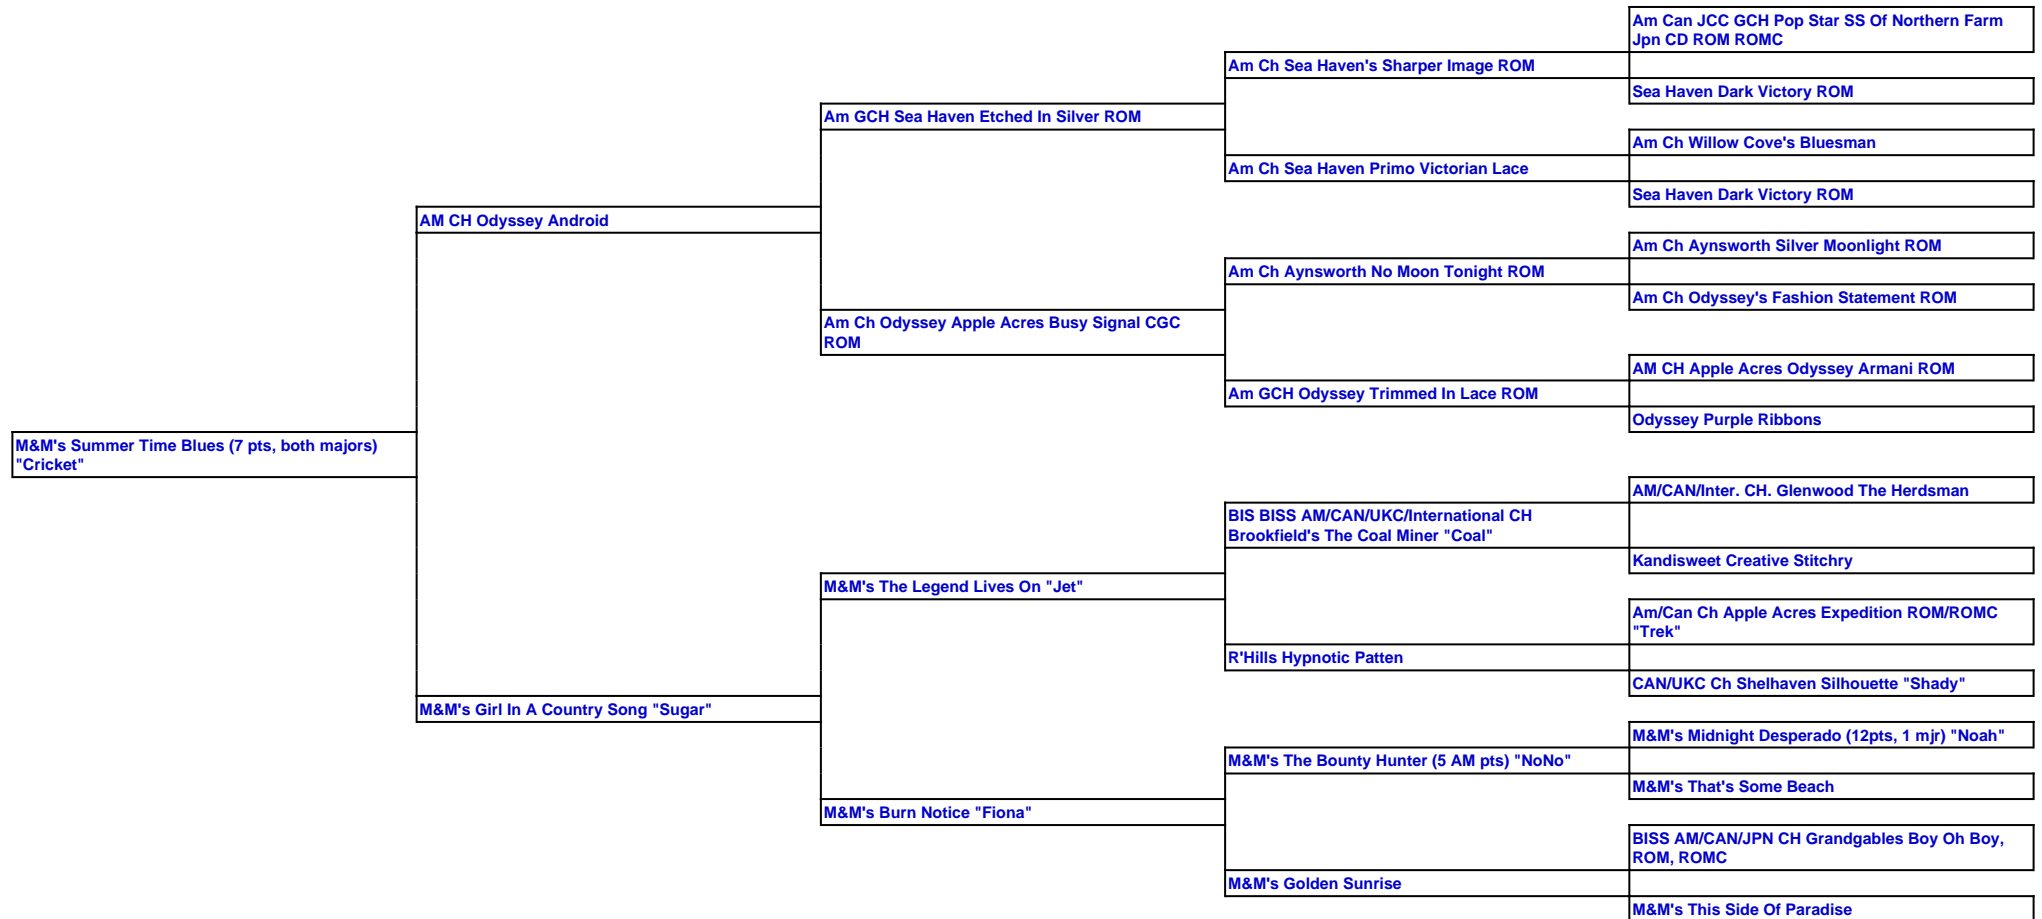 Am Can JCC GCH Pop Star SS Of Northern Farm
Jpn CD ROM ROMC
Am Ch Sea Haven's Sharper Image ROM
Sea Haven Dark Victory ROM
Am GCH Sea Haven Etched In Silver ROM
Am Ch Willow Cove's Bluesman
Am Ch Sea Haven Primo Victorian Lace
Sea Haven Dark Victory ROM
AM CH Odyssey Android
Am Ch Aynsworth Silver Moonlight ROM
Am Ch Aynsworth No Moon Tonight ROM
Am Ch Odyssey's Fashion Statement ROM
Am Ch Odyssey Apple Acres Busy Signal CGC
ROM
AM CH Apple Acres Odyssey Armani ROM
Am GCH Odyssey Trimmed In Lace ROM
Odyssey Purple Ribbons
M&M's Summer Time Blues (7 pts, both majors)
"Cricket"
AM/CAN/Inter. CH. Glenwood The Herdsman
BIS BISS AM/CAN/UKC/International CH
Brookfield's The Coal Miner "Coal"
Kandisweet Creative Stitchry
M&M's The Legend Lives On "Jet"
Am/Can Ch Apple Acres Expedition ROM/ROMC
"Trek"
R'Hills Hypnotic Patten
CAN/UKC Ch Shelhaven Silhouette "Shady"
M&M's Girl In A Country Song "Sugar"
M&M's Midnight Desperado (12pts, 1 mjr) "Noah"
M&M's The Bounty Hunter (5 AM pts) "NoNo"
M&M's That's Some Beach
M&M's Burn Notice "Fiona"
BISS AM/CAN/JPN CH Grandgables Boy Oh Boy,
ROM, ROMC
M&M's Golden Sunrise
M&M's This Side Of Paradise